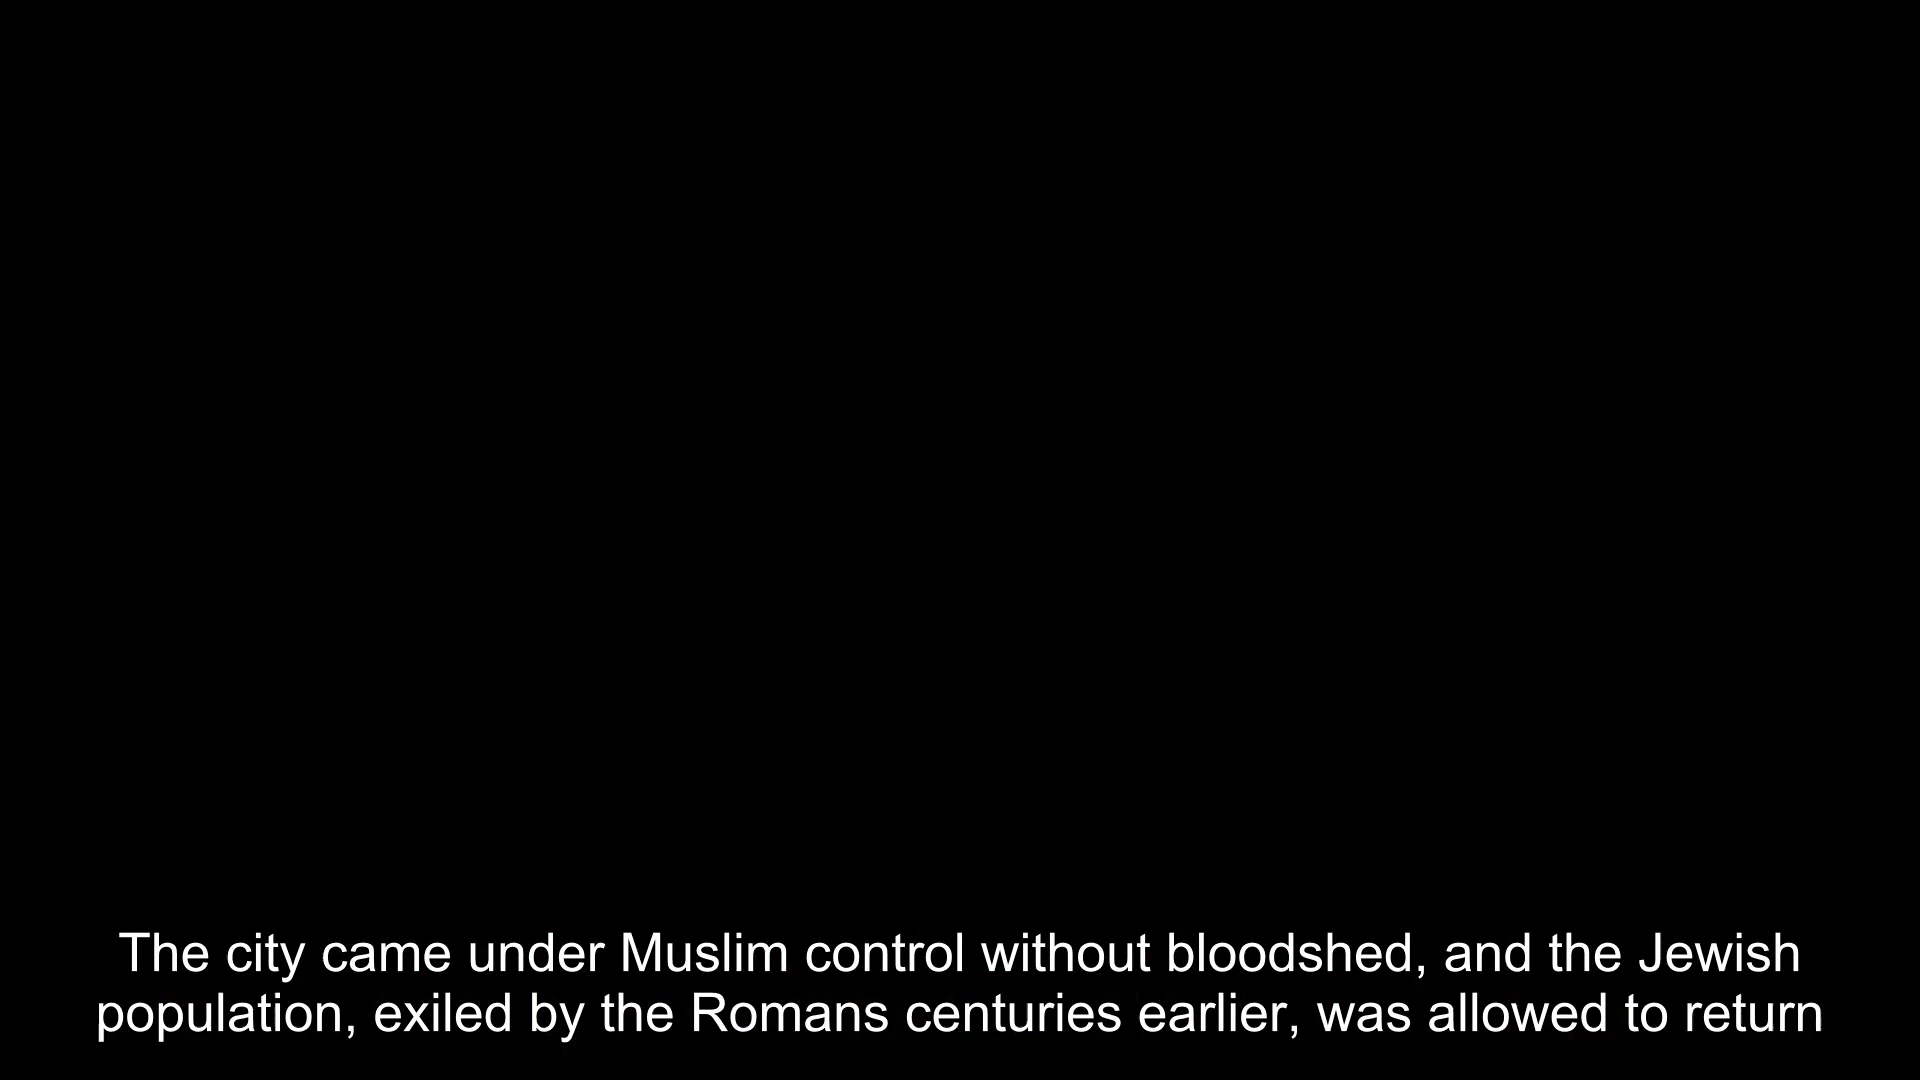 The city came under Muslim control without bloodshed, and the Jewish
population, exiled by the Romans centuries earlier, was allowed to return